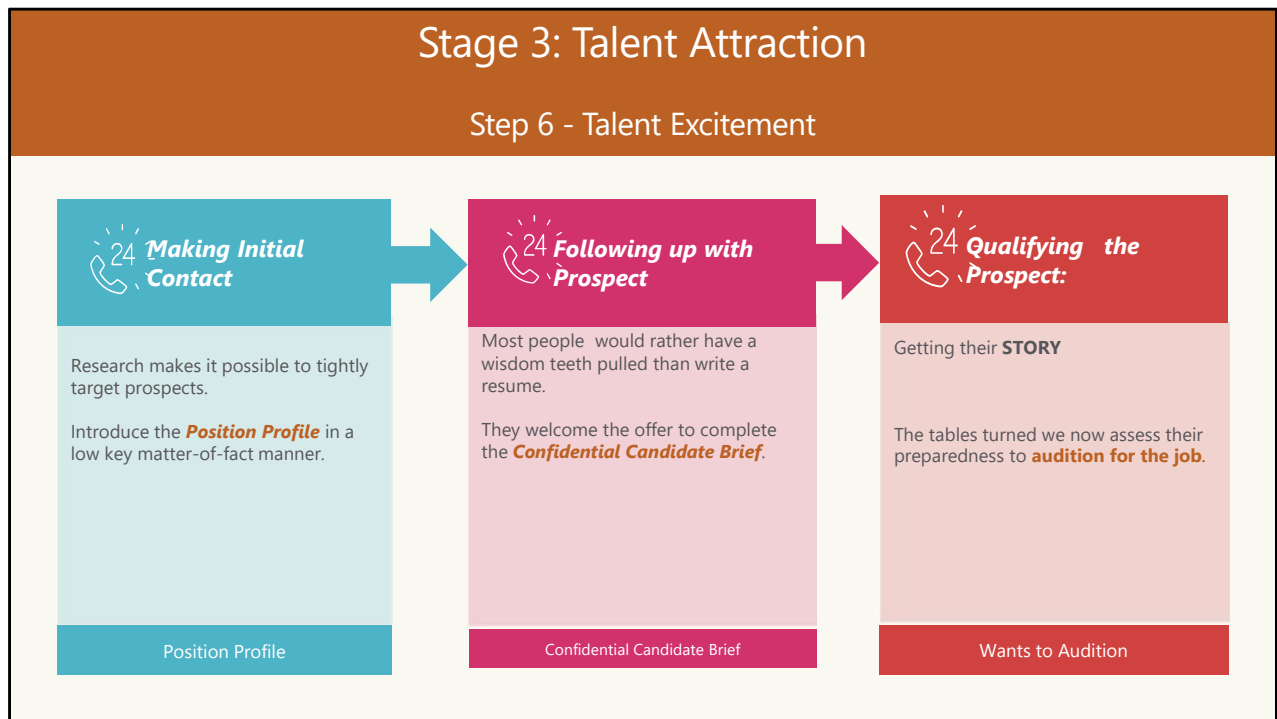 Stage 3: Talent Attraction
Step 6 - Talent Excitement
24
Making Initial
Contact
Research makes it possible to tightly
target prospects.
Introduce the Position Profile in a
low key matter-of-fact manner.
Position Profile
24
Following up with
Prospect
Most people would rather have a
wisdom teeth pulled than write a
resume.
They welcome the offer to complete
the Confidential Candidate Brief.
Confidential Candidate Brief
24
Qualifying the
Prospect:
Getting their STORY
The tables turned we now assess their
preparedness to audition for the job.
Wants to Audition